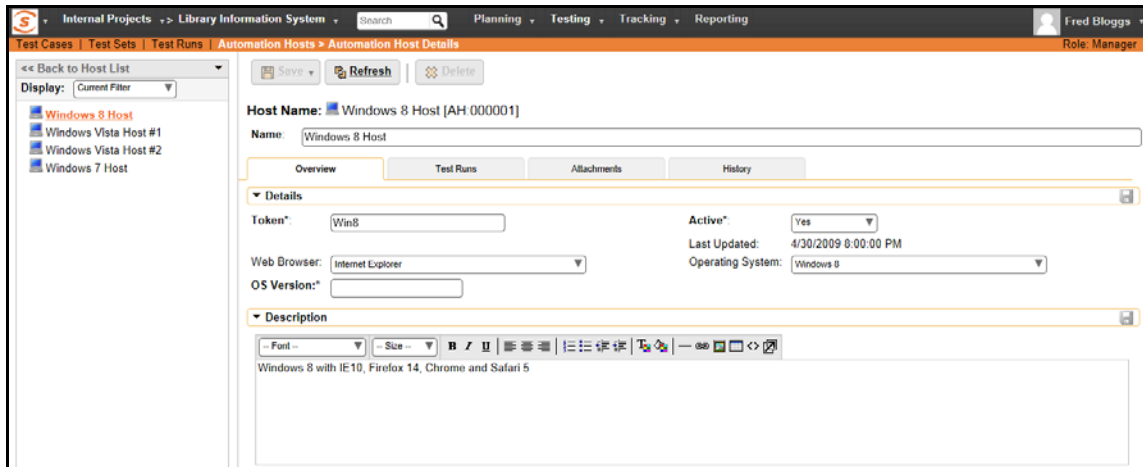 Internal Projects > Library Information System Search Planning Testing Tracking Reporting Fred Bloggs
Test Cases | Test Sets | Test Runs | Automation Hosts > Automation Host Details Role: Manager
<< Back to Host List
Display: Current Filter
Windows 8 Host
Windows Vista Host #1
Windows Vista Host #2
Windows 7 Host
Save Refresh Delete
Host Name: Windows 8 Host [AH:000001]
Name: Windows 8 Host
Overview Test Runs Attachments History
Details
Token*: Win8 Active*: Yes
Last Updated: 4/30/2009 8:00:00 PM
Web Browser: Internet Explorer Operating System: Windows 8
OS Version:*
Description
-- Font -- -- Size -- B I U
Windows 8 with IE10, Firefox 14, Chrome and Safari 5